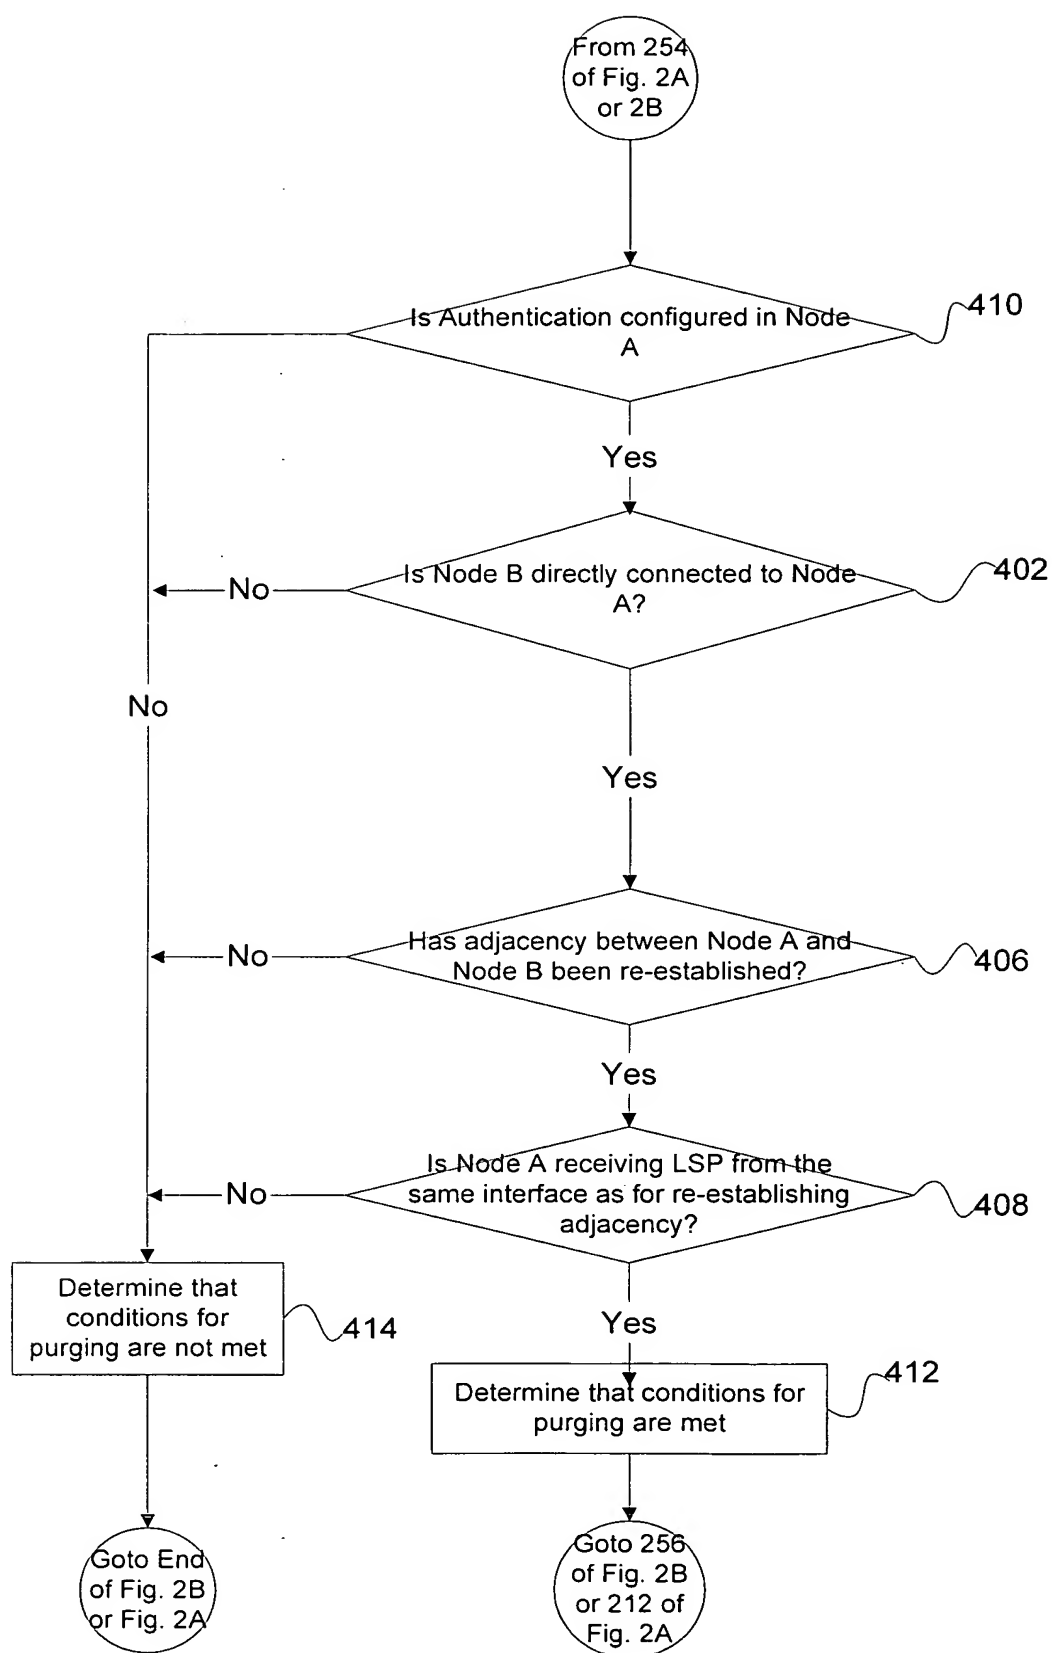 From 254
of Fig. 2A
or 2B
Is Authentication configured in Node
A
410
Yes
Is Node B directly connected to Node
A?
402
No
No
Yes
Has adjacency between Node A and
Node B been re-established?
406
No
Yes
Is Node A receiving LSP from the
same interface as for re-establishing
adjacency?
408
No
Determine that
conditions for
purging are not met
414
Yes
Determine that conditions for
purging are met
412
Goto End
of Fig. 2B
or Fig. 2A
Goto 256
of Fig. 2B
or 212 of
Fig. 2A